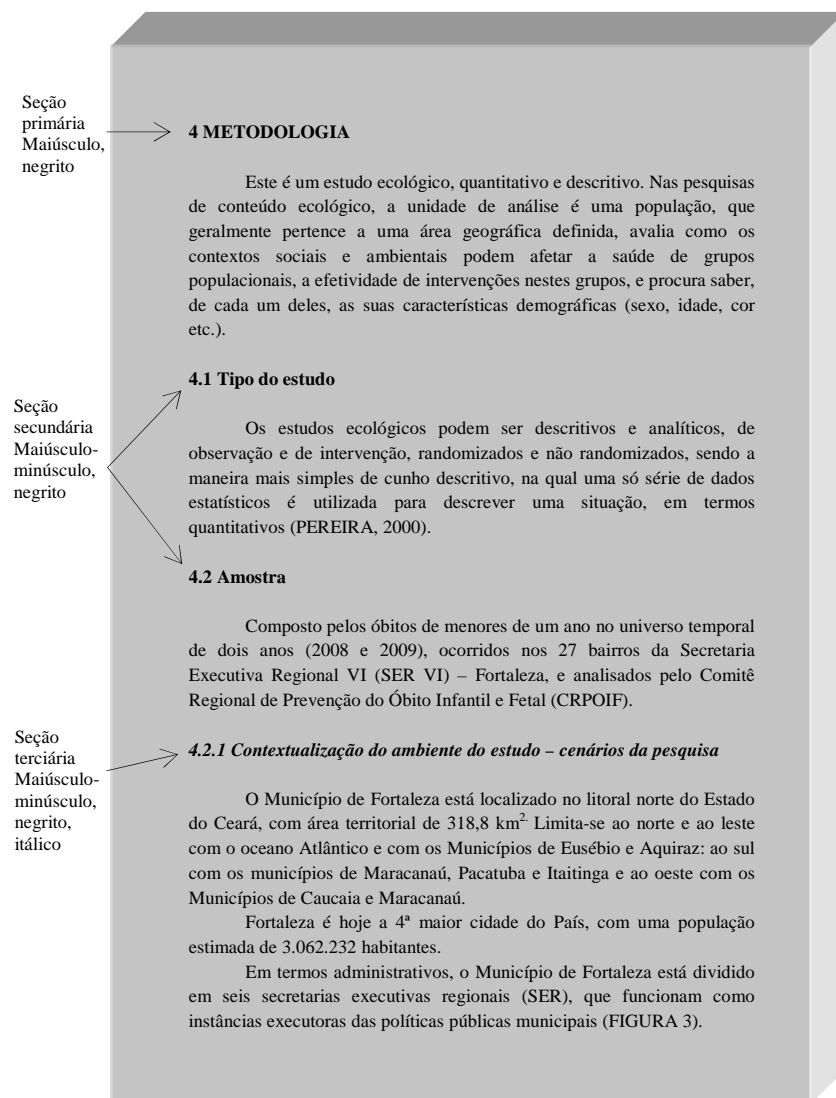 Seção
primária
Maiúsculo,
negrito
4 METODOLOGIA
Este é um estudo ecológico, quantitativo e descritivo. Nas pesquisas
de conteúdo ecológico, a unidade de análise é uma população, que
geralmente pertence a uma área geográfica definida, avalia como os
contextos sociais e ambientais podem afetar a saúde de grupos
populacionais, a efetividade de intervenções nestes grupos, e procura saber,
de cada um deles, as suas características demográficas (sexo, idade, cor
etc.).
Seção
secundária
Maiúsculo-
minúsculo,
negrito
4.1 Tipo do estudo
Os estudos ecológicos podem ser descritivos e analíticos, de
observação e de intervenção, randomizados e não randomizados, sendo a
maneira mais simples de cunho descritivo, na qual uma só série de dados
estatísticos é utilizada para descrever uma situação, em termos
quantitativos (PEREIRA, 2000).
4.2 Amostra
Composto pelos óbitos de menores de um ano no universo temporal
de dois anos (2008 e 2009), ocorridos nos 27 bairros da Secretaria
Executiva Regional VI (SER VI) – Fortaleza, e analisados pelo Comitê
Regional de Prevenção do Óbito Infantil e Fetal (CRPOIF).
Seção
terciária
Maiúsculo-
minúsculo,
negrito,
itálico
4.2.1 Contextualização do ambiente do estudo – cenários da pesquisa
O Município de Fortaleza está localizado no litoral norte do Estado
do Ceará, com área territorial de 318,8 km². Limita-se ao norte e ao leste
com o oceano Atlântico e com os Municípios de Eusébio e Aquiraz: ao sul
com os municípios de Maracanaú, Pacatuba e Itaitinga e ao oeste com os
Municípios de Caucaia e Maracanaú.
Fortaleza é hoje a 4ª maior cidade do País, com uma população
estimada de 3.062.232 habitantes.
Em termos administrativos, o Município de Fortaleza está dividido
em seis secretarias executivas regionais (SER), que funcionam como
instâncias executoras das políticas públicas municipais (FIGURA 3).